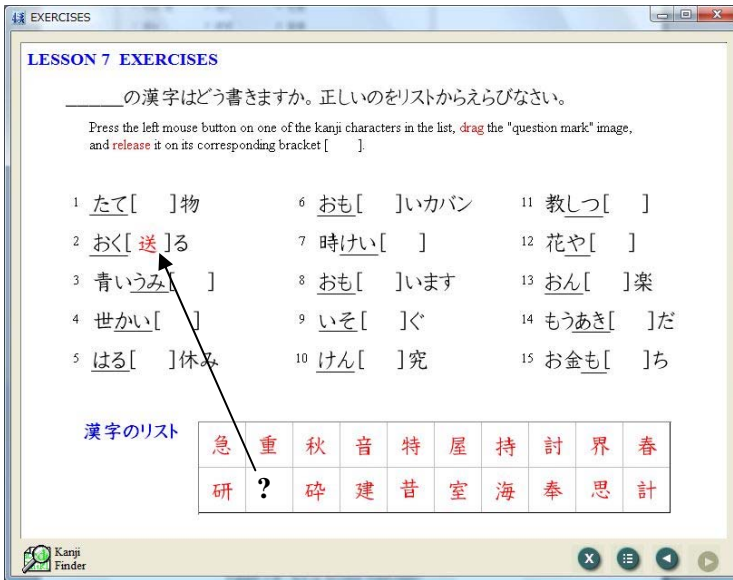 EXERCISES
LESSON 7 EXERCISES
______の漢字はどう書きますか。正しいのをリストからえらびなさい。
Press the left mouse button on one of the kanji characters in the list, drag the "question mark" image,
and release it on its corresponding bracket [ ].
1 たて[ ]物 6 おも[ ]いカバン 11 教しつ[ ]
2 おく[ 送 ]る 7 時けい[ ] 12 花や[ ]
3 青いうみ[ ] 8 おも[ ]います 13 おん[ ]楽
4 世かい[ ] 9 いそ[ ]ぐ 14 もうあき[ ]だ
5 はる[ ]休み 10 けん[ ]究 15 お金も[ ]ち
漢字のリスト
急 重 秋 音 特 屋 持 討 界 春
研 ? 砕 建 昔 室 海 奉 思 計
Kanji
Finder
X